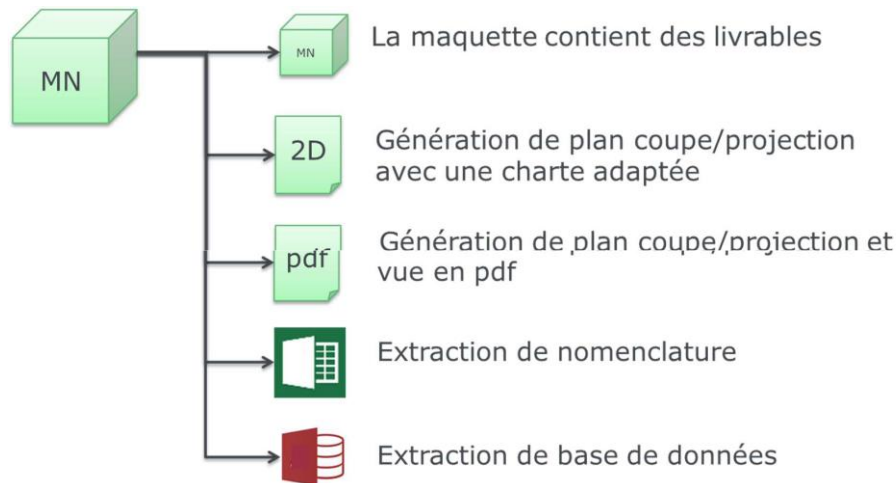 MN
MN
La maquette contient des livrables
2D
Génération de plan coupe/projection
avec une charte adaptée
pdf
Génération de plan coupe/projection et
vue en pdf
Extraction de nomenclature
Extraction de base de données